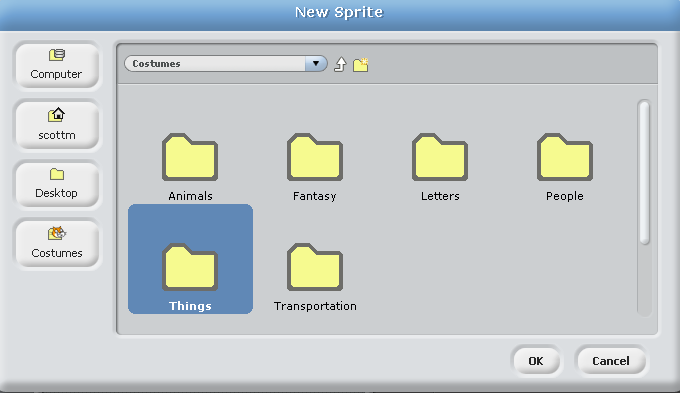 New Sprite
Computer
scottm
Desktop
Costumes
Costumes
Animals Fantasy Letters People
Things Transportation
OK Cancel